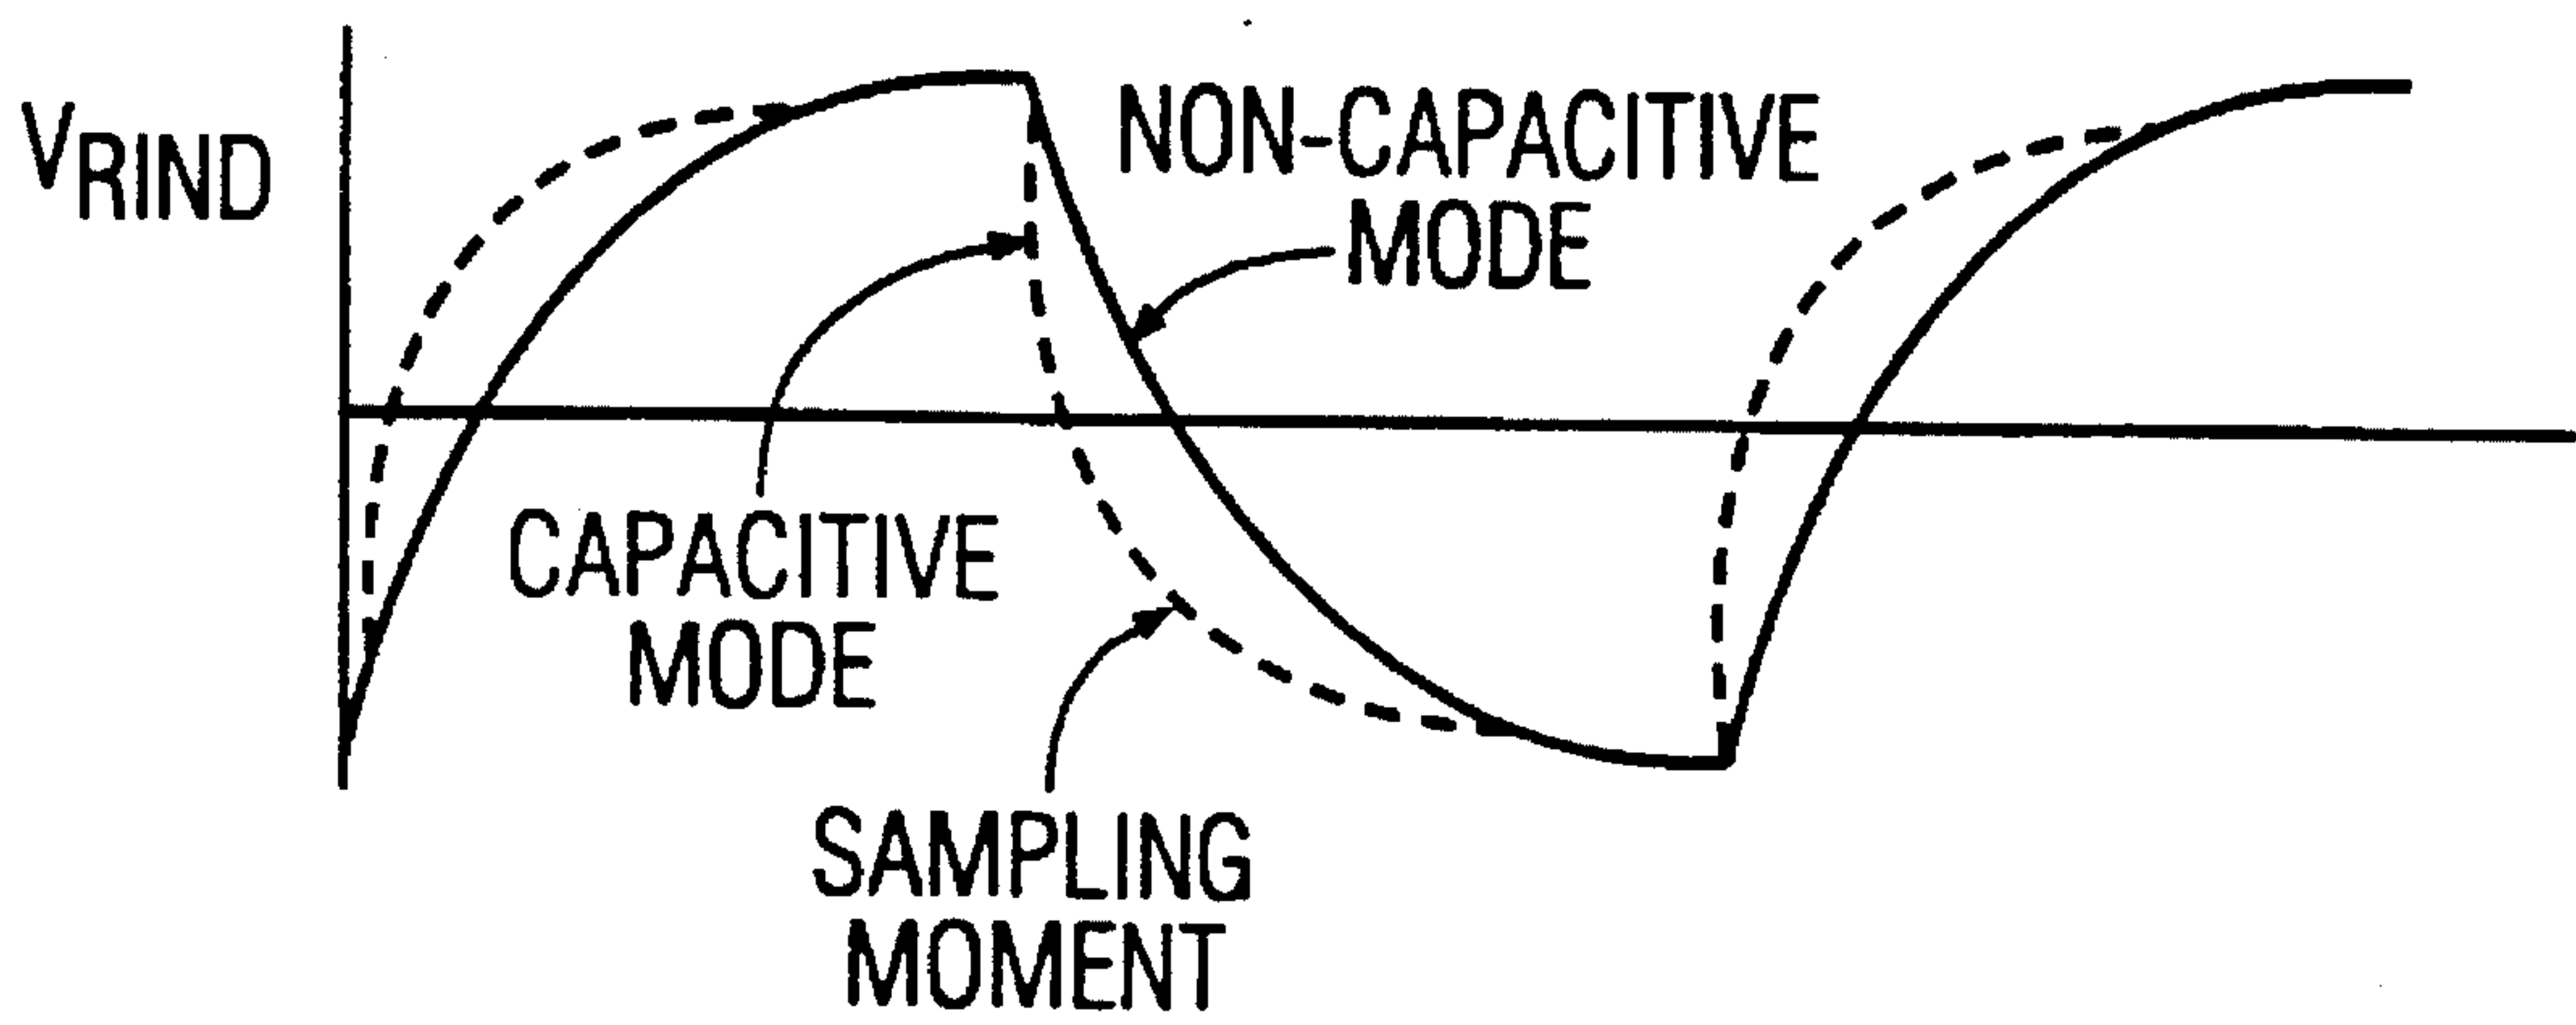 VRIND
NON-CAPACITIVE
MODE
CAPACITIVE
MODE
SAMPLING
MOMENT